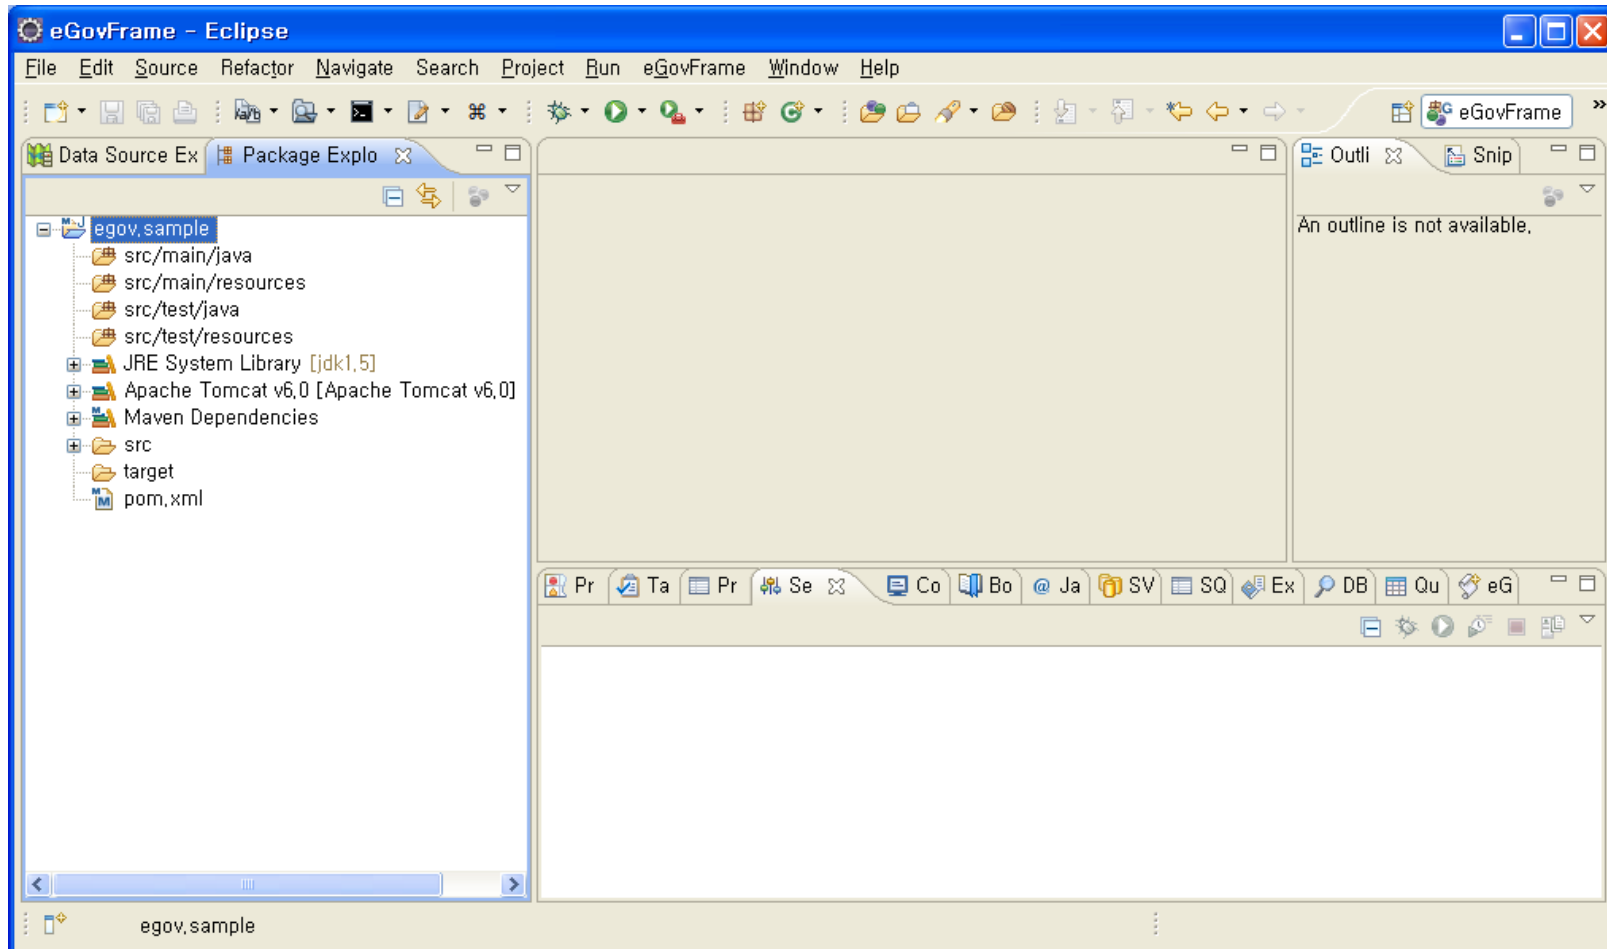 eGovFrame - Eclipse
File Edit Source Refactor Navigate Search Project Run eGovFrame Window Help
eGovFrame
Data Source Ex Package Explo
Outli Snip
An outline is not available.
egov.sample
src/main/java
src/main/resources
src/test/java
src/test/resources
JRE System Library [jdk1.5]
Apache Tomcat v6.0 [Apache Tomcat v6.0]
Maven Dependencies
src
target
pom.xml
Pr Ta Pr Se Co Bo @ Ja SV SQ Ex DB Qu eG
egov.sample